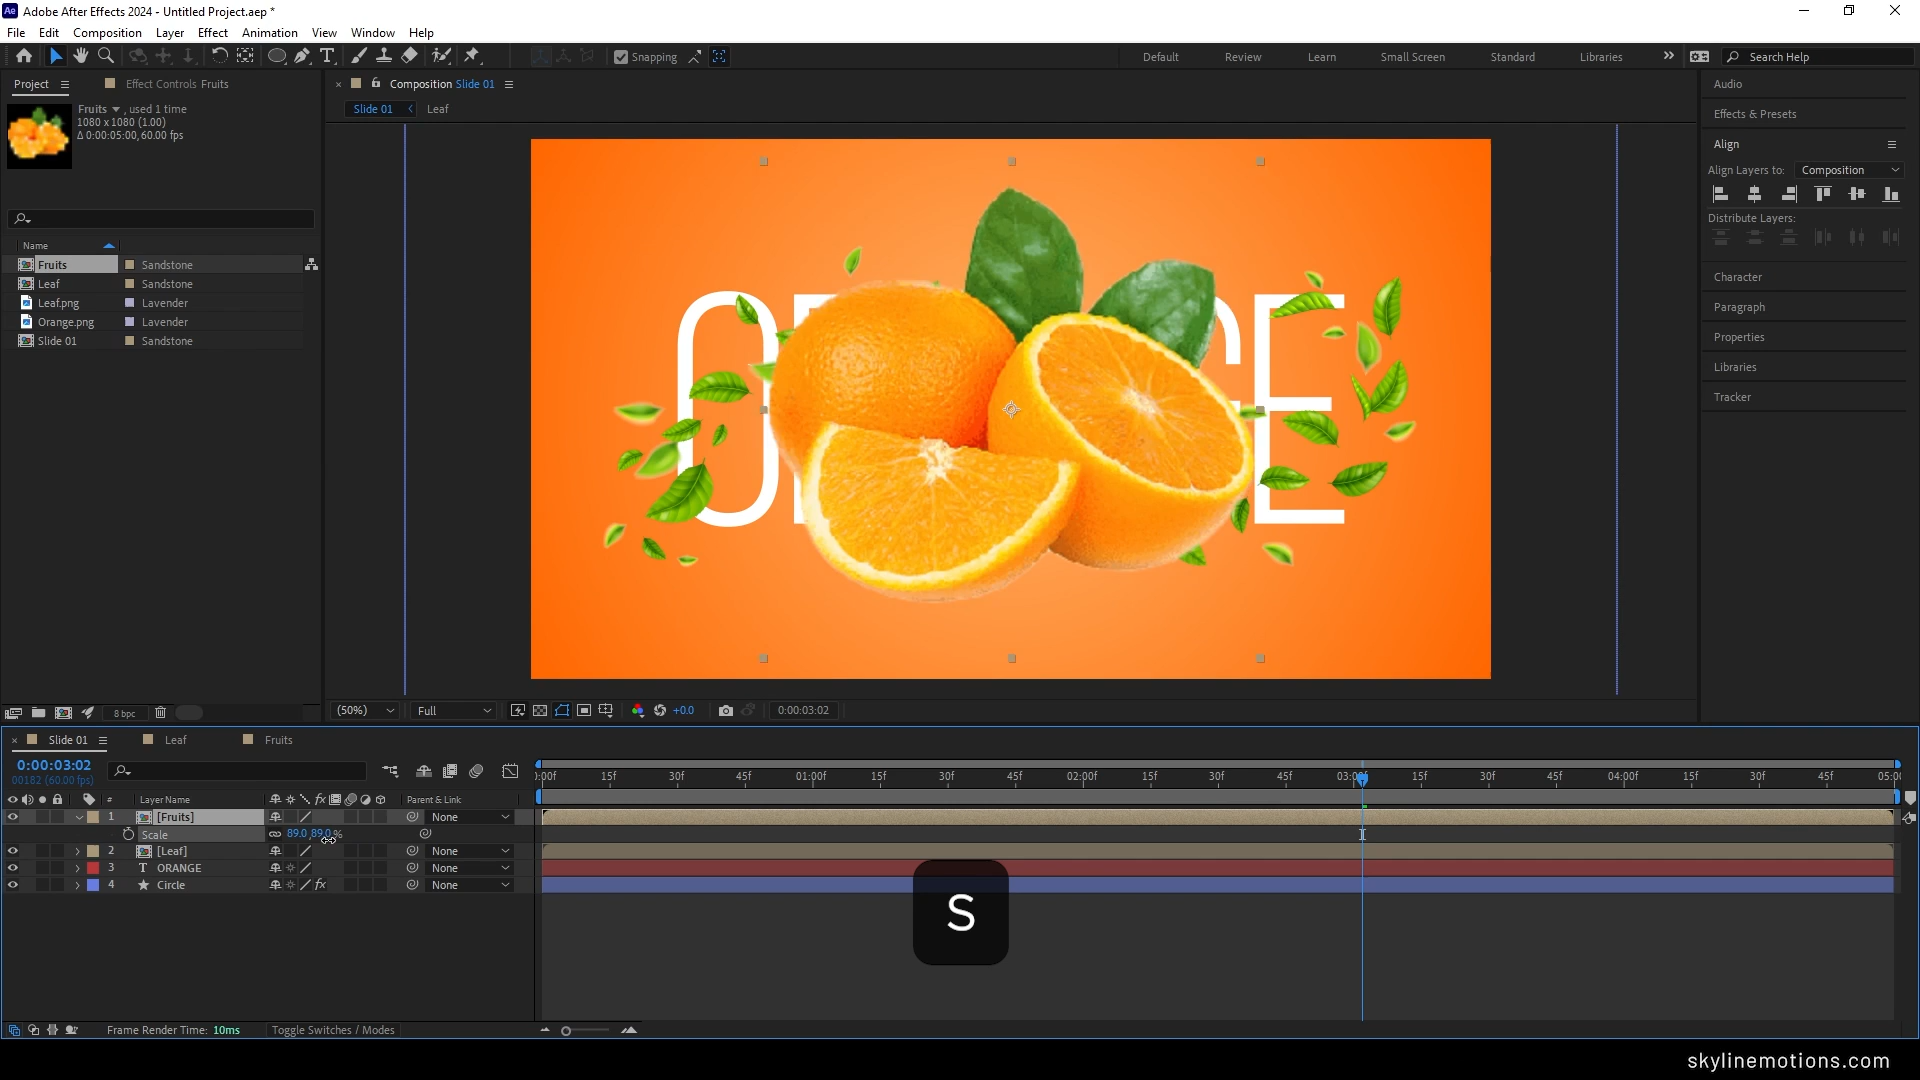 Ae Adobe After Effects 2024 - Untitled Project.aep *
File Edit Composition Layer Effect Animation View Window Help
Snapping Default Review Learn Small Screen Standard Libraries Search Help
Project Effect Controls Fruits
Composition Slide 01
Slide 01 Leaf
Fruits , used 1 time
1080 x 1080 (1.00)
Δ 0:00:05:00, 60.00 fps
Name
Fruits Sandstone
Leaf Sandstone
Leaf.png Lavender
Orange.png Lavender
Slide 01 Sandstone
8 bpc
(50%) Full +0.0 0:00:03:02
Audio
Effects & Presets
Align
Align Layers to: Composition
Distribute Layers:
Character
Paragraph
Properties
Libraries
Tracker
Slide 01 Leaf Fruits
0:00:03:02
00182 (60.00 fps)
# Layer Name Parent & Link
1 [Fruits] None
Scale 89.0, 89.0 %
2 [Leaf] None
3 T ORANGE None
4 Circle fx None
):00f 15f 30f 45f 01:00f 15f 30f 45f 02:00f 15f 30f 45f 03:00f 15f 30f 45f 04:00f 15f 30f 45f 05:0
S
Frame Render Time: 10ms Toggle Switches / Modes
skylinemotions.com